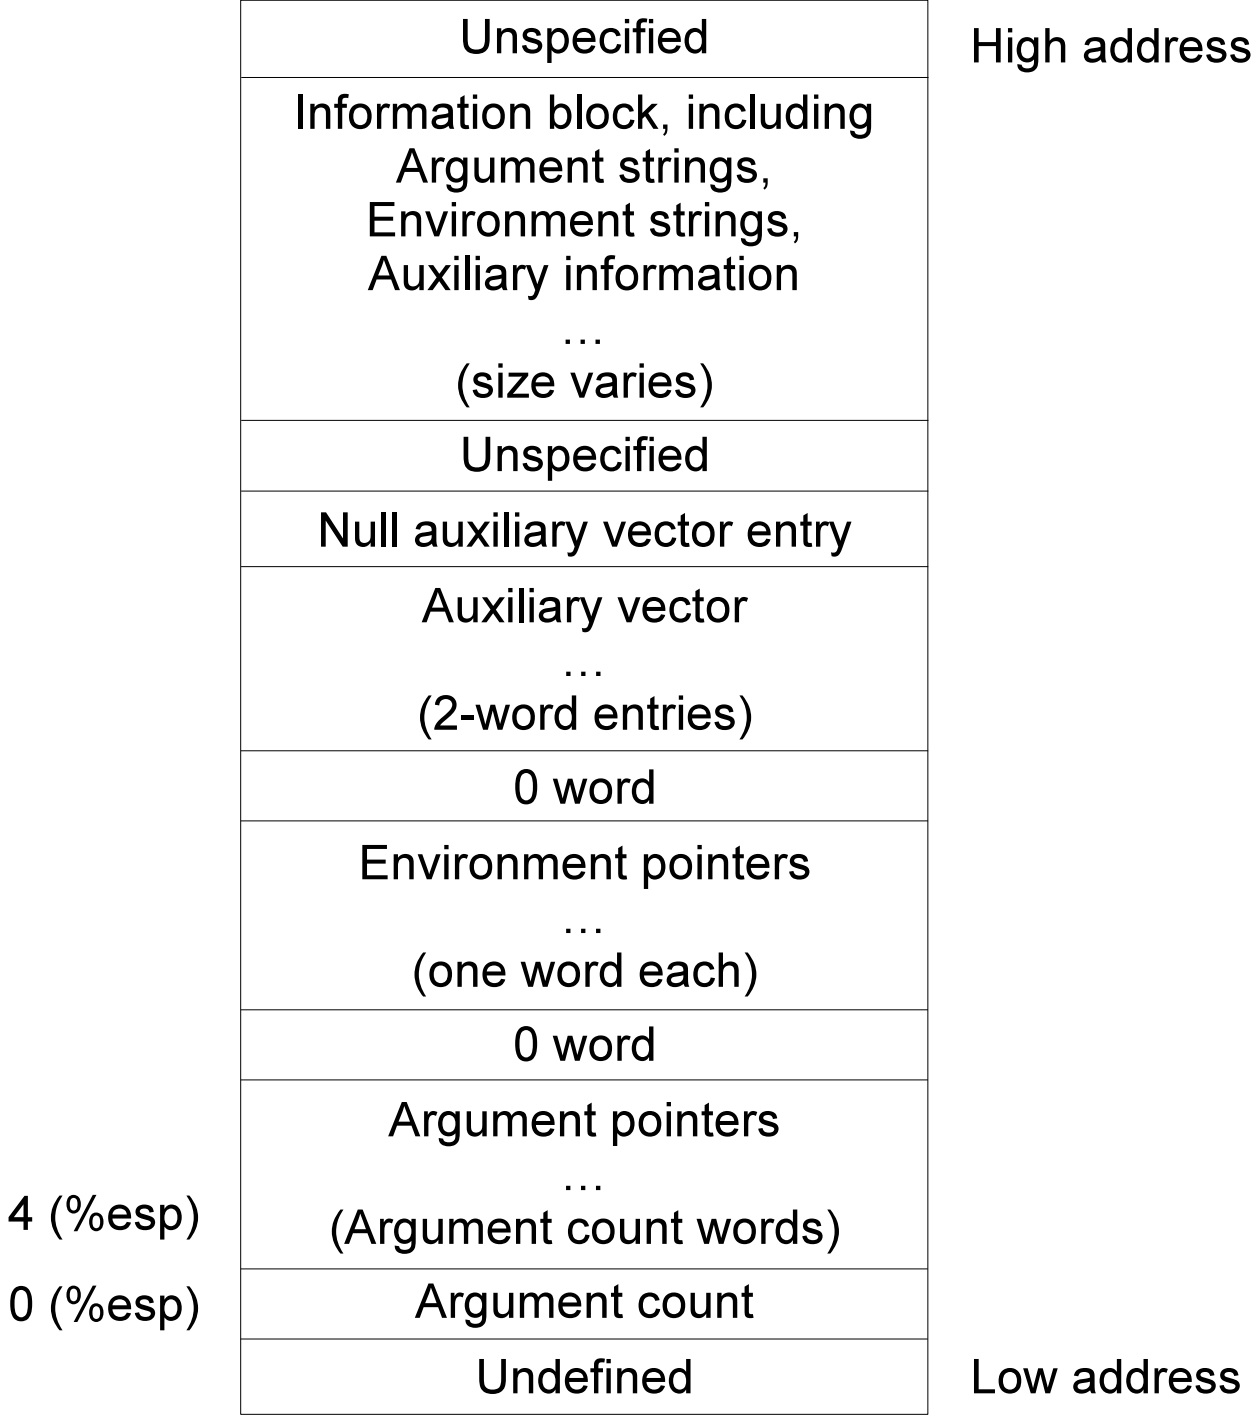 Unspecified
High address
Information block, including
Argument strings,
Environment strings,
Auxiliary information
…
(size varies)
Unspecified
Null auxiliary vector entry
Auxiliary vector
…
(2-word entries)
0 word
Environment pointers
…
(one word each)
0 word
Argument pointers
…
4 (%esp)
(Argument count words)
0 (%esp)
Argument count
Undefined
Low address